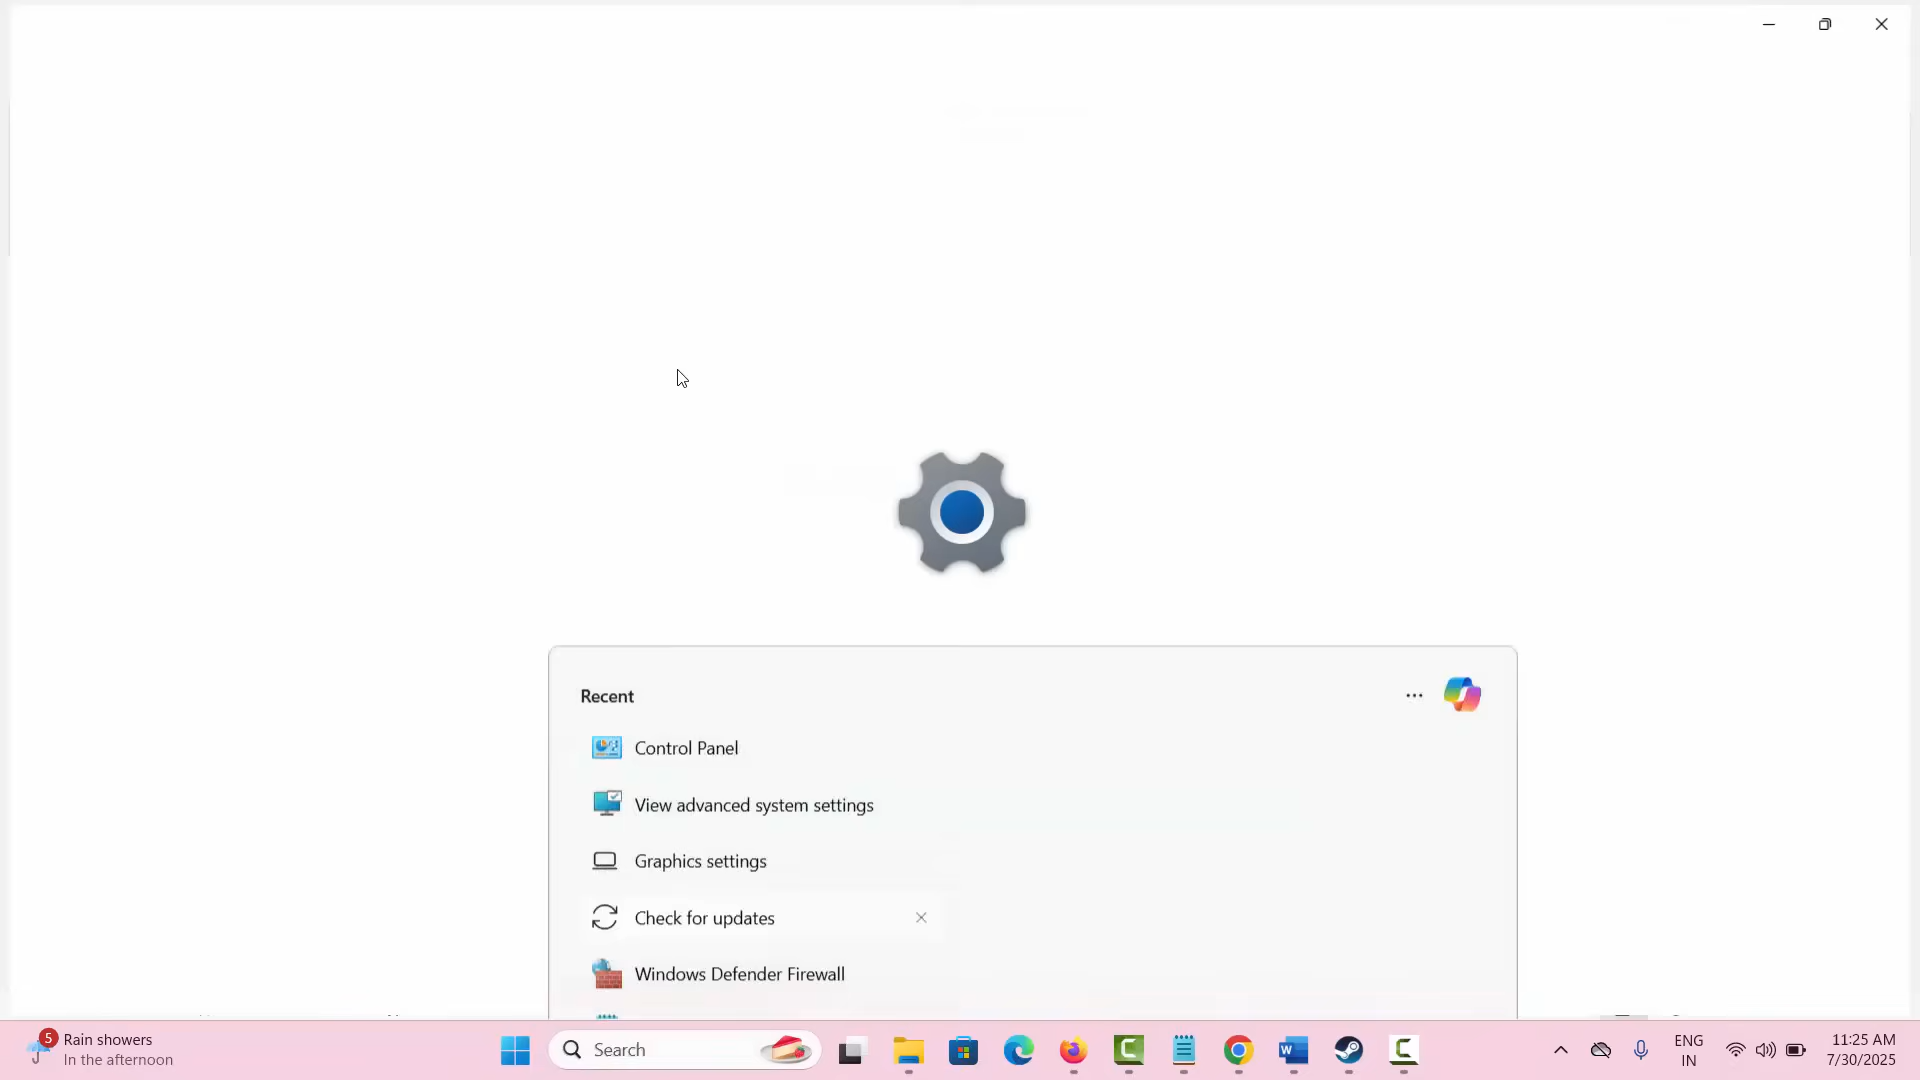 Recent
Control Panel
View advanced system settings
Graphics settings
Check for updates
Windows Defender Firewall
5
Rain showers
In the afternoon
Search
W
ENG
IN
11:25 AM
7/30/2025